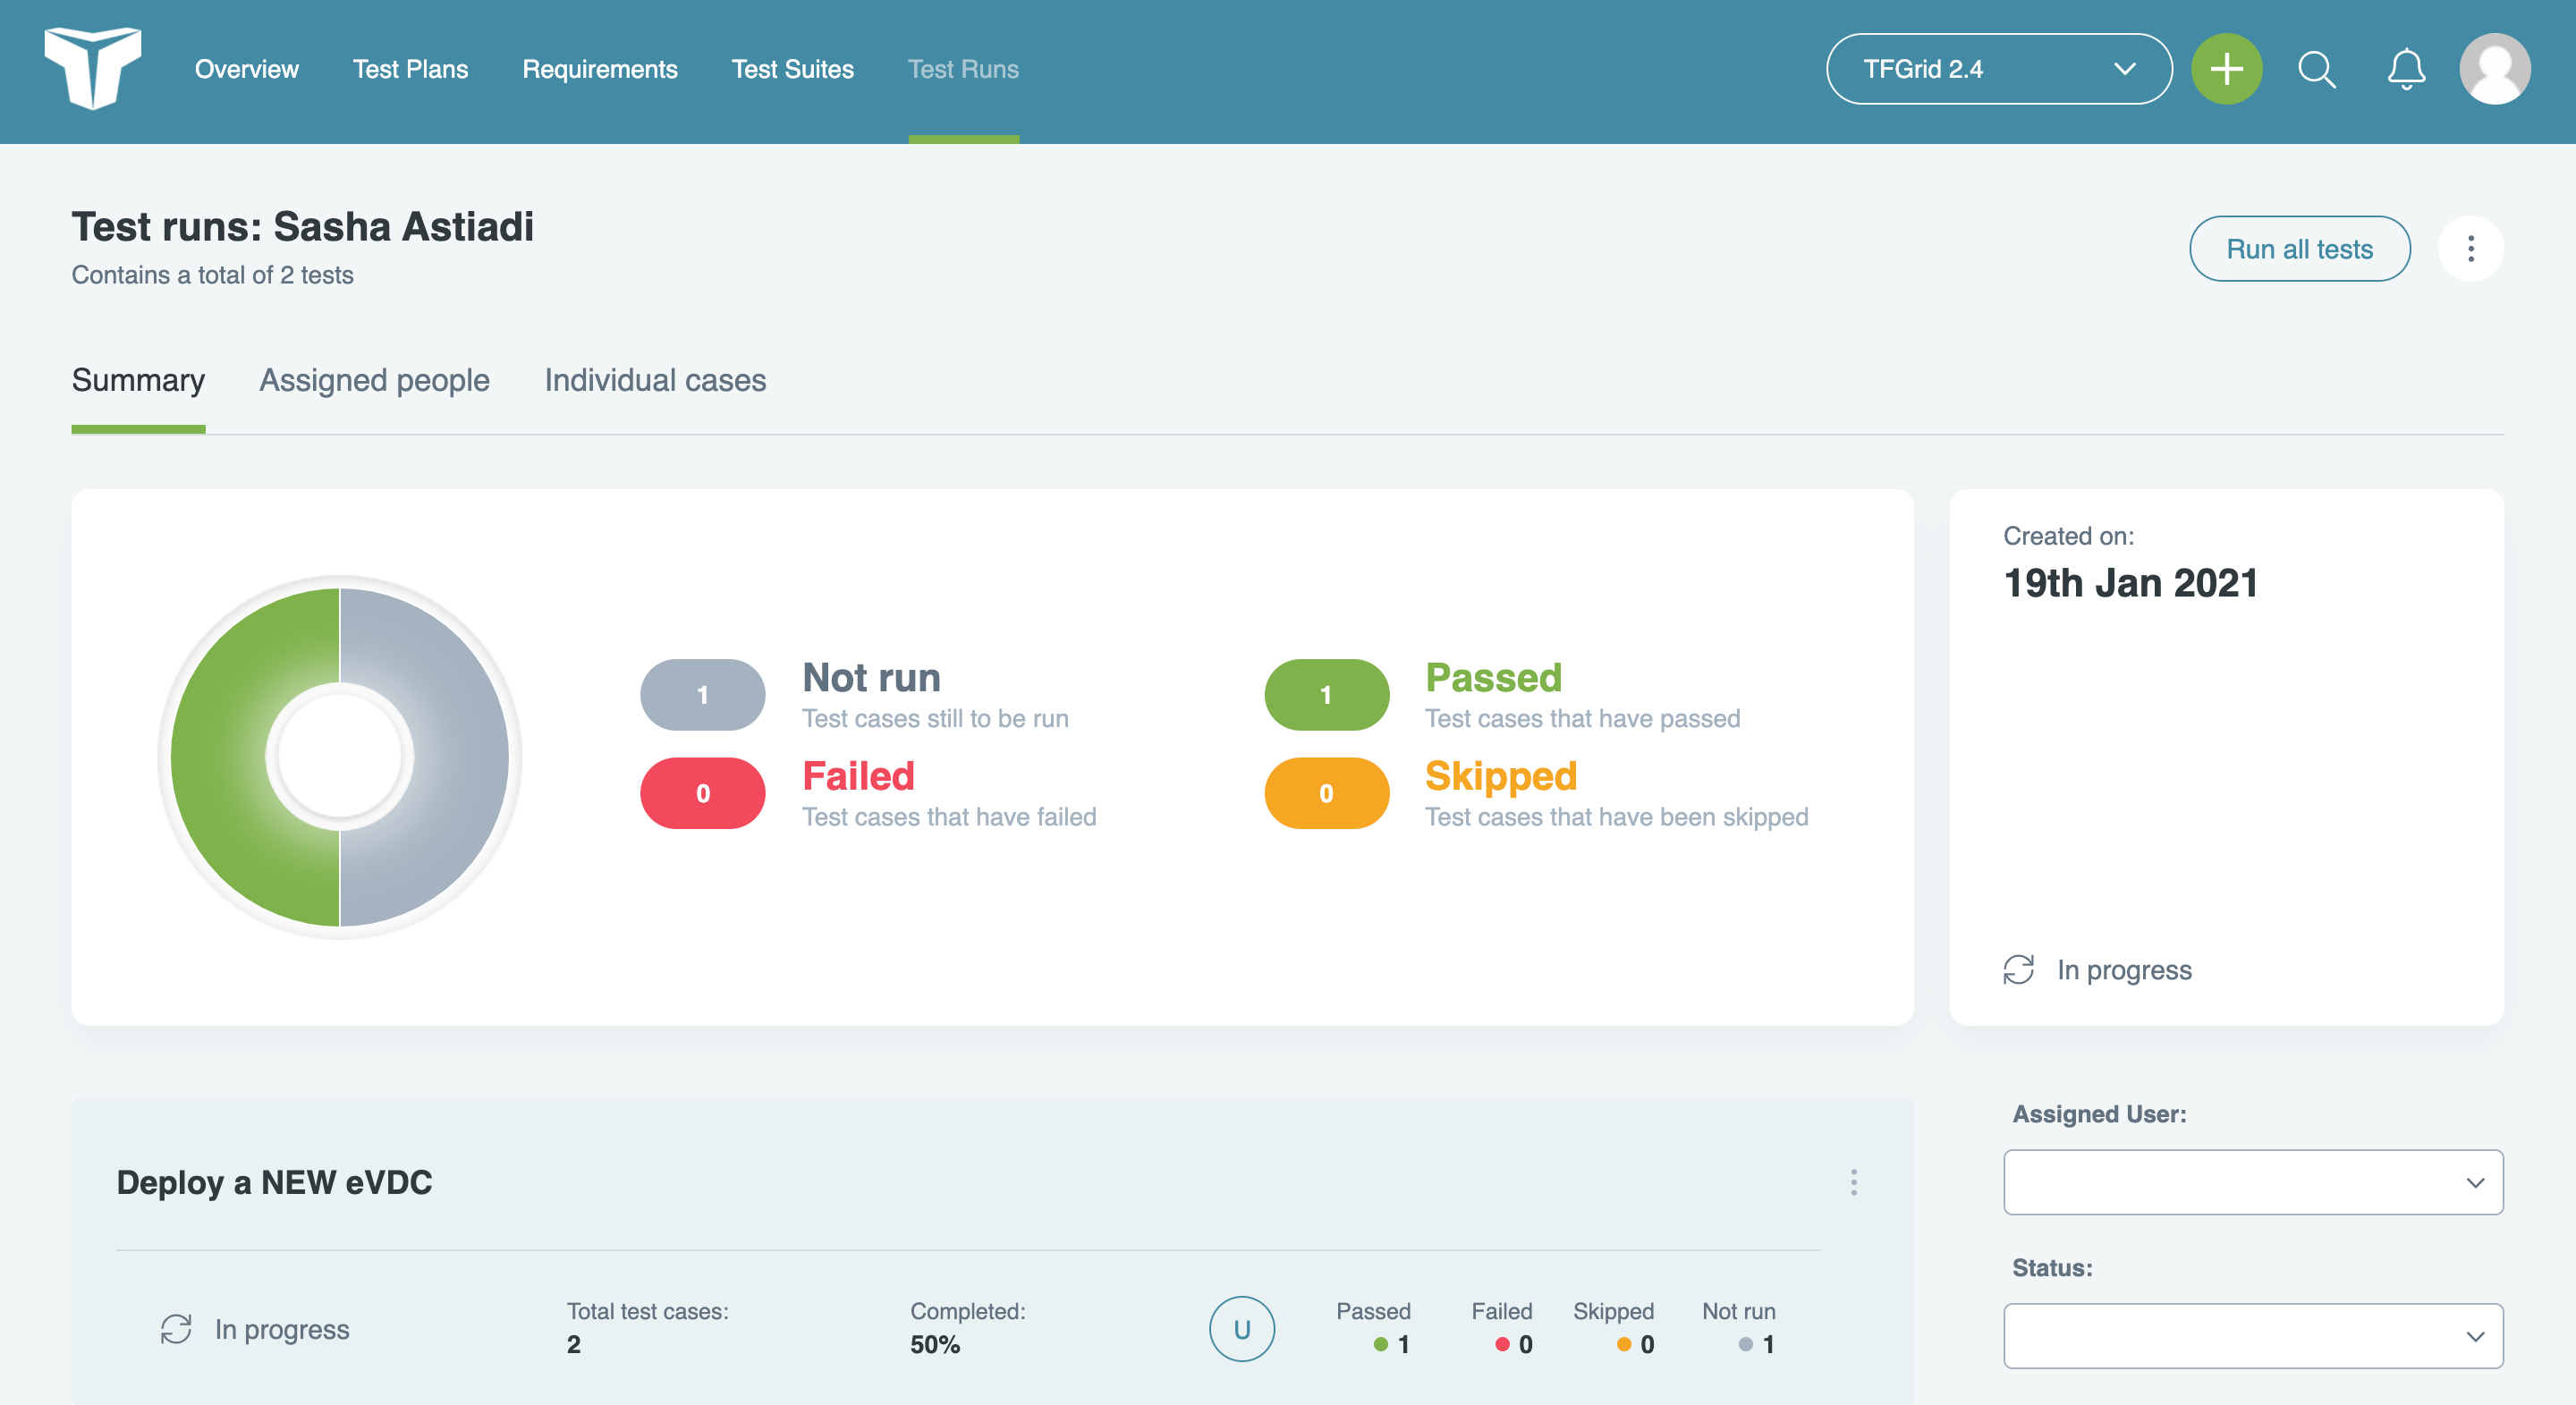 Overview Test Plans Requirements Test Suites Test Runs TFGrid 2.4
Test runs: Sasha Astiadi
Contains a total of 2 tests
Run all tests
Summary Assigned people Individual cases
1 Not run
Test cases still to be run
1 Passed
Test cases that have passed
0 Failed
Test cases that have failed
0 Skipped
Test cases that have been skipped
Created on:
19th Jan 2021
In progress
Deploy a NEW eVDC
In progress
Total test cases:
2
Completed:
50%
U
Passed Failed Skipped Not run
1 0 0 1
Assigned User:
Status: